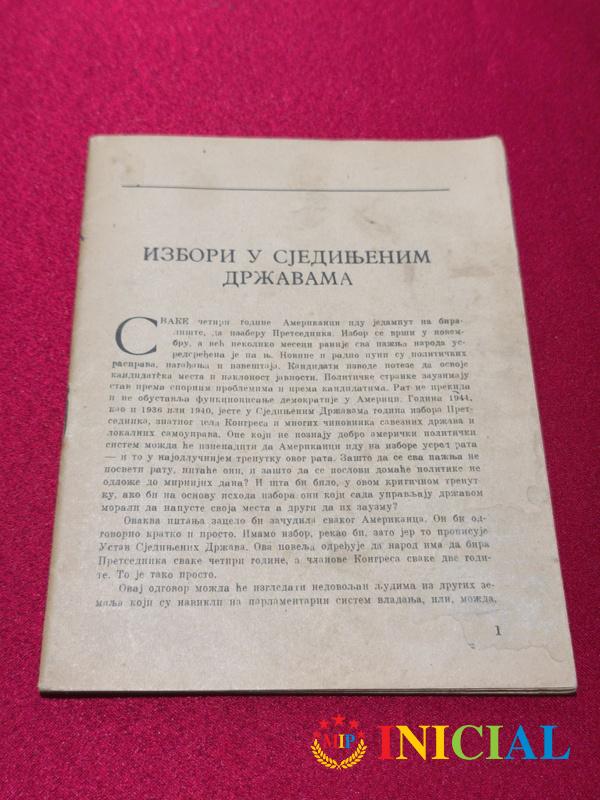 ИЗБОРИ У СЈЕДИЊЕНИМ
ДРЖАВАМА
СВАКЕ четири године Американци иду једанпут на бира-
лиште, да изаберу Претседника. Избор се врши у новем-
бру, а већ неколико месеци раније сва пажња народа ус-
редсређена је на њ. Новине и радио пуни су политичких
расправа, нагађања и извештаја. Кандидати изводе потезе да освоје
кандидатска места и наклоност јавности. Политичке странке заузимају
став према спорним проблемима и према кандидатима. Рат не прекида
и не обуставља функционисање демократије у Америци. Година 1944,
као и 1936 или 1940, јесте у Сједињеним Државама година избора Прет-
седника, знатног дела Конгреса и многих чиновника савезних држава и
локалних самоуправа. Оне који не познају добро амерички политички
систем можда ће изненадити да Американци иду на изборе усред рата
— и то у најодлучнијем тренутку овог рата. Зашто да се сва пажња не
посвети рату, питаће они, и зашто да се послови домаће политике не
одложе до мирнијих дана? И шта би било, у овом критичном тренут
ку, ако би на основу исхода избора они који сада управљају државом
морали да напусте своја места а други да их заузму?
Оваква питања зацело би зачудила сваког Американца. Он би од-
говорио кратко и просто. Имамо избор, рекао би, зато јер то прописује
Устав Сједињених Држава. Ова повеља одређује да народ има да бира
Претседника сваке четири године, а чланове Конгреса сваке две годи-
те. То је тако просто.
Овај одговор можда ће изгледати недовољан људима из других зе-
маља који су навикли на парламентарни систем владања, или, можда,
1
MIP INICIAL